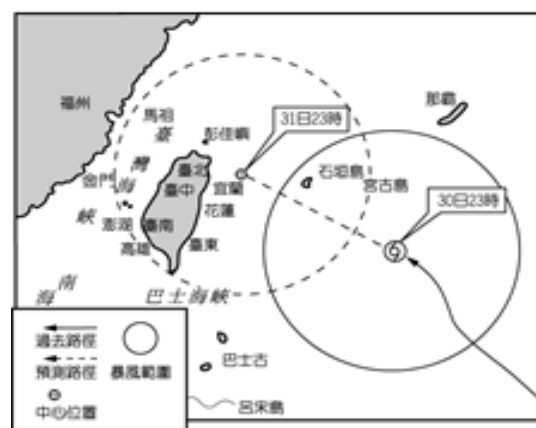 福州
馬祖
臺灣海峽
彭佳嶼
31日23時
那霸
金門
臺北
臺中
宜蘭
石垣島
宮古島
澎湖
臺南
花蓮
30日23時
高雄
臺東
南海
巴士海峽
過去路徑
預測路徑
暴風範圍
中心位置
巴士古
呂宋島